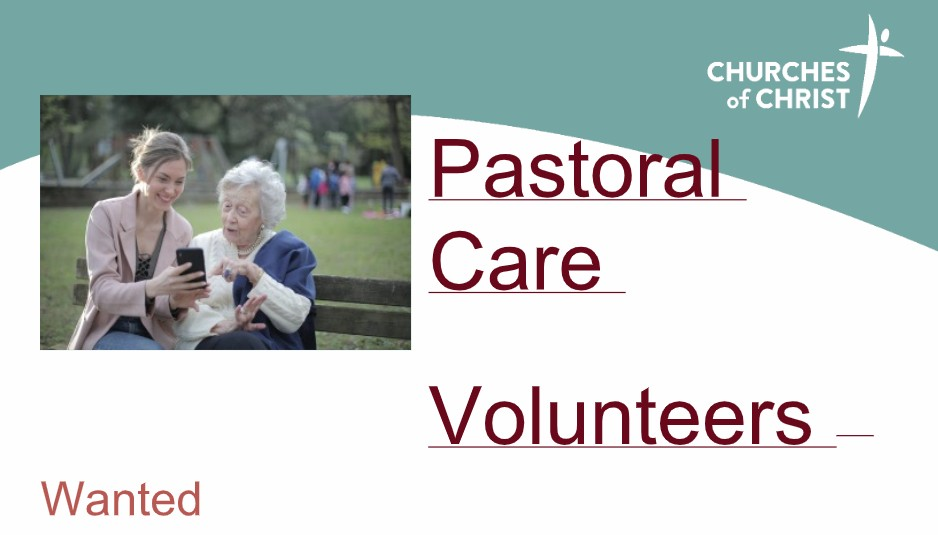 CHURCHES
of CHRIST
Pastoral
Care
Volunteers
Wanted